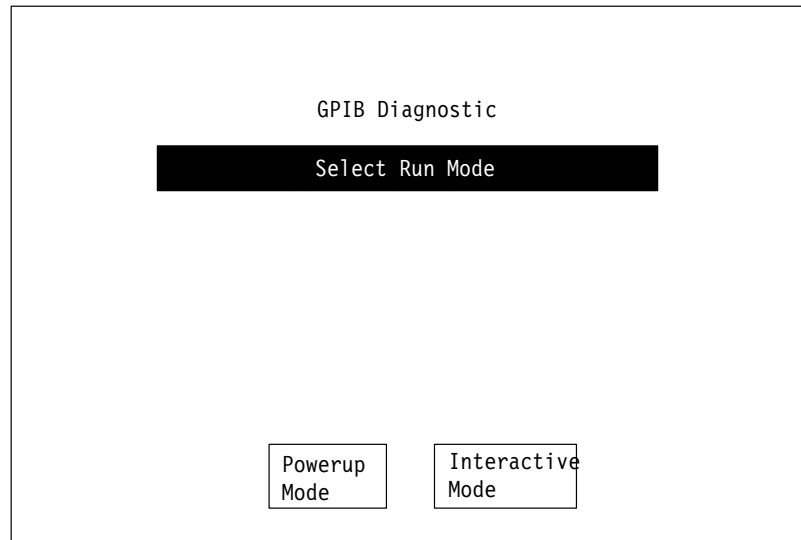 GPIB Diagnostic
Select Run Mode
Powerup
Mode
Interactive
Mode